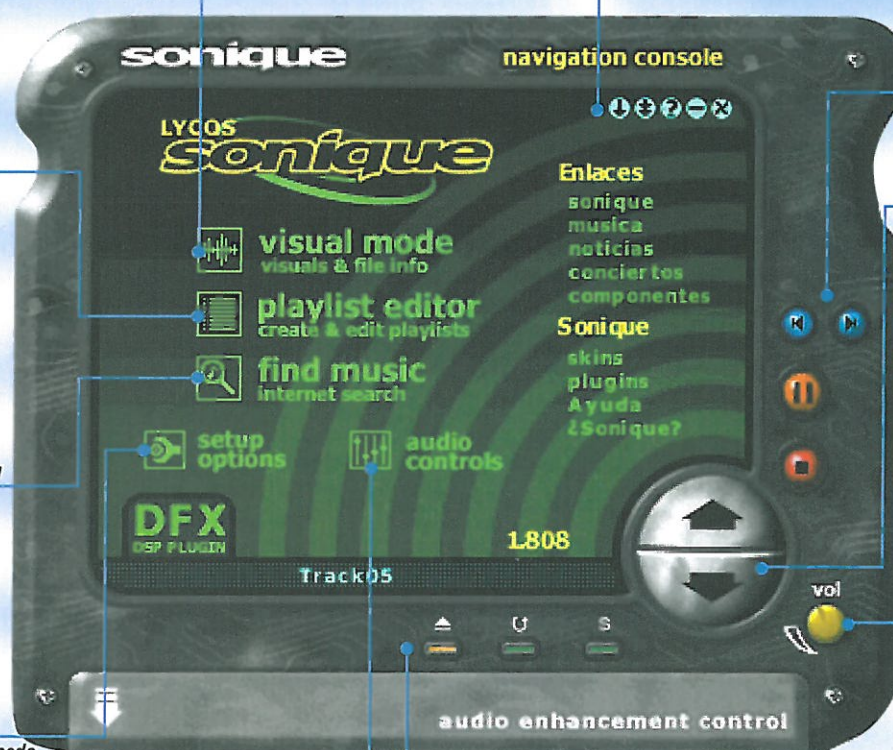 sonique
navigation console
LYCOS
sonique
Enlaces
sonique
musica
noticias
conciertos
componentes
Sonique
skins
plugins
Ayuda
¿Sonique?
visual mode
visuals & file info
playlist editor
create & edit playlists
find music
internet search
setup
options
audio
controls
DFX
DSP PLUGIN
1.808
Track05
vol
S
audio enhancement control